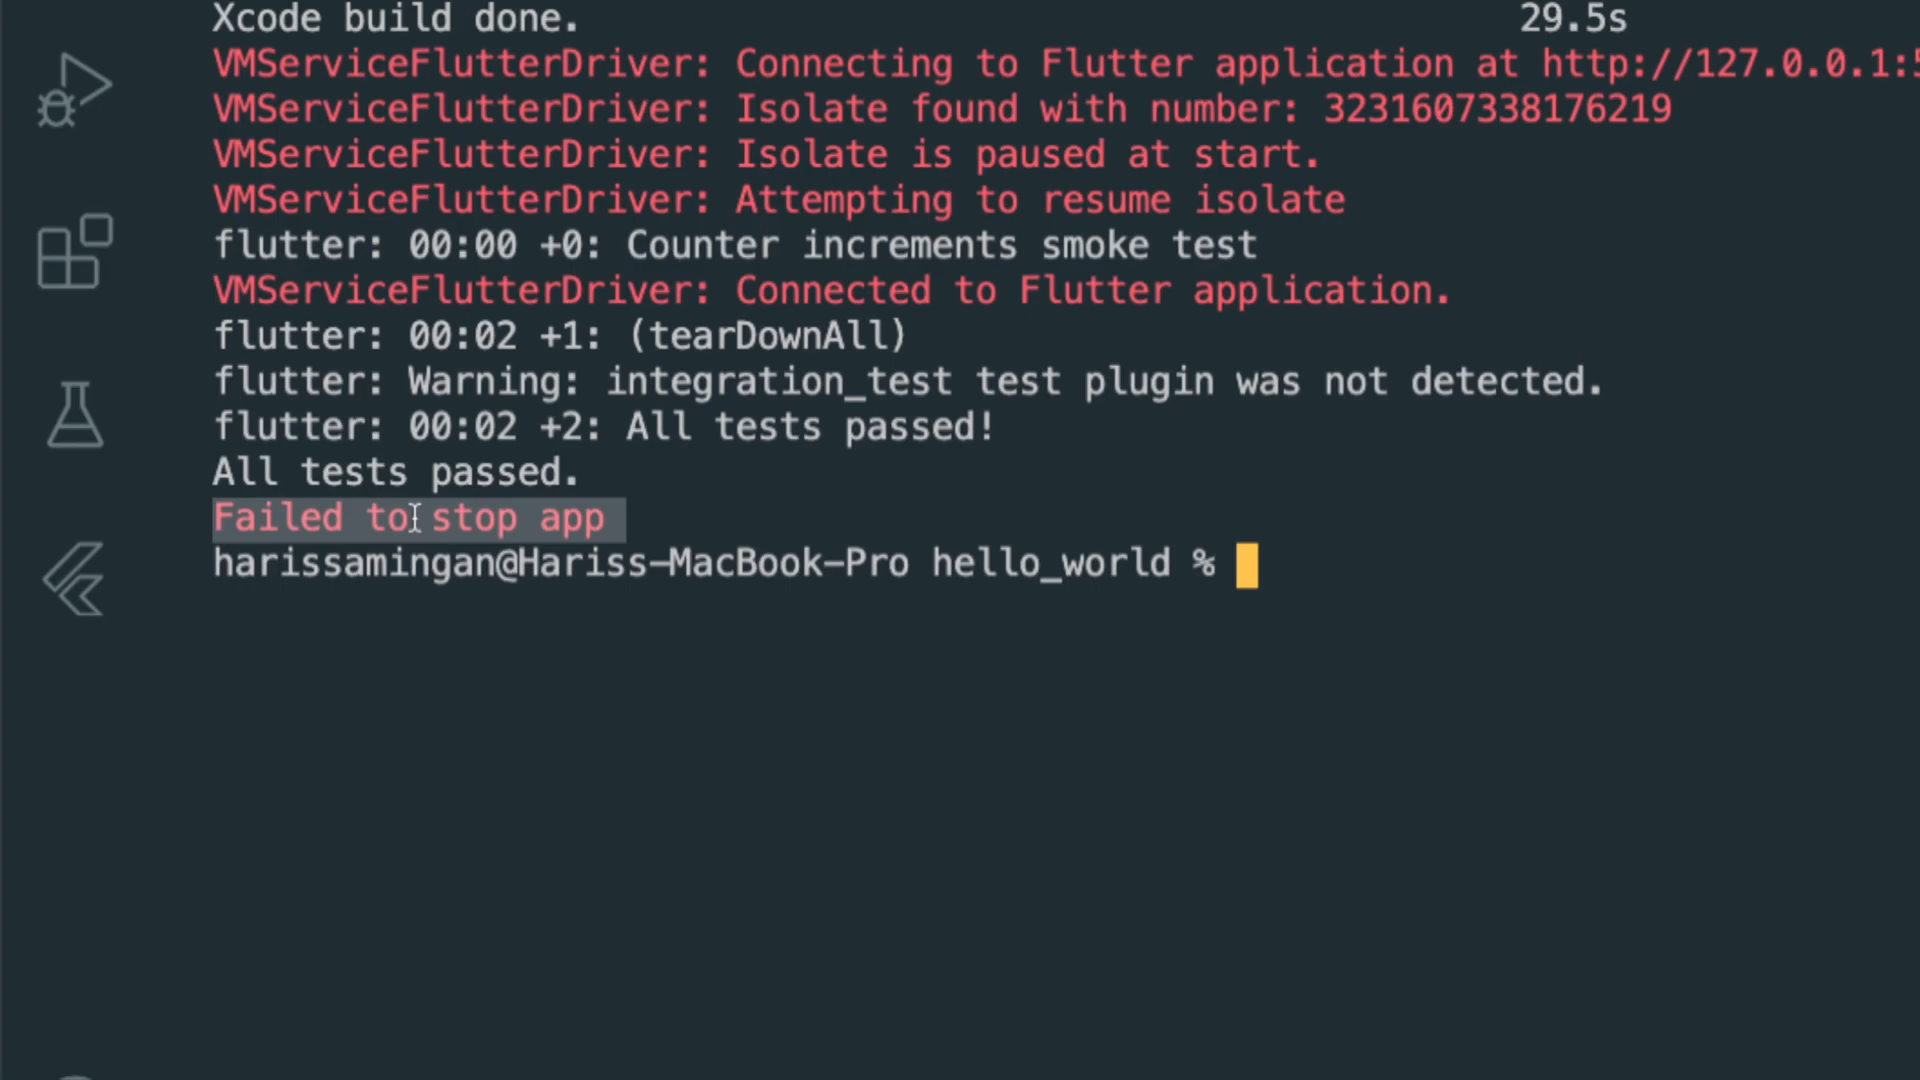 Xcode build done. 29.5s
VMServiceFlutterDriver: Connecting to Flutter application at http://127.0.0.1:5
VMServiceFlutterDriver: Isolate found with number: 3231607338176219
VMServiceFlutterDriver: Isolate is paused at start.
VMServiceFlutterDriver: Attempting to resume isolate
flutter: 00:00 +0: Counter increments smoke test
VMServiceFlutterDriver: Connected to Flutter application.
flutter: 00:02 +1: (tearDownAll)
flutter: Warning: integration_test test plugin was not detected.
flutter: 00:02 +2: All tests passed!
All tests passed.
Failed to stop app
harissamingan@Hariss-MacBook-Pro hello_world %